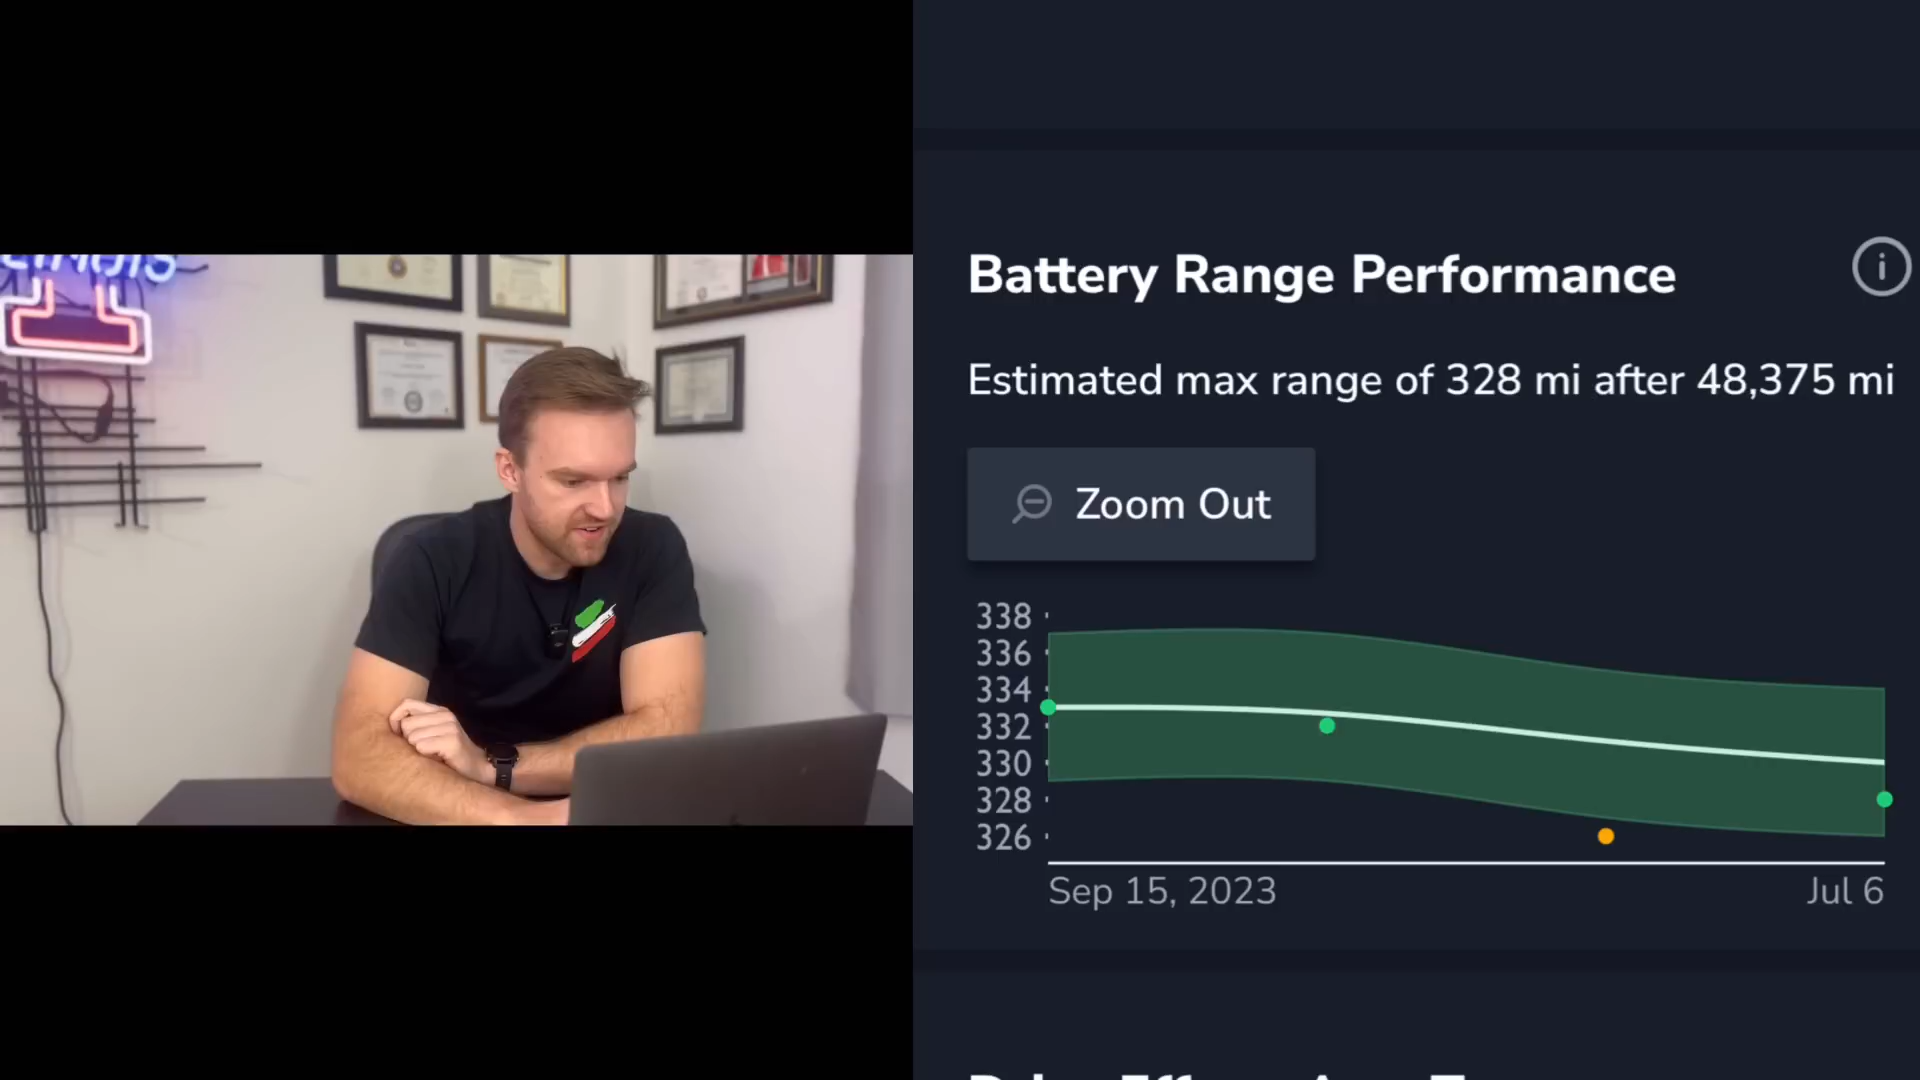 Battery Range Performance
Estimated max range of 328 mi after 48,375 mi
Zoom Out
338
336
334
332
330
328
326
Sep 15, 2023
Jul 6